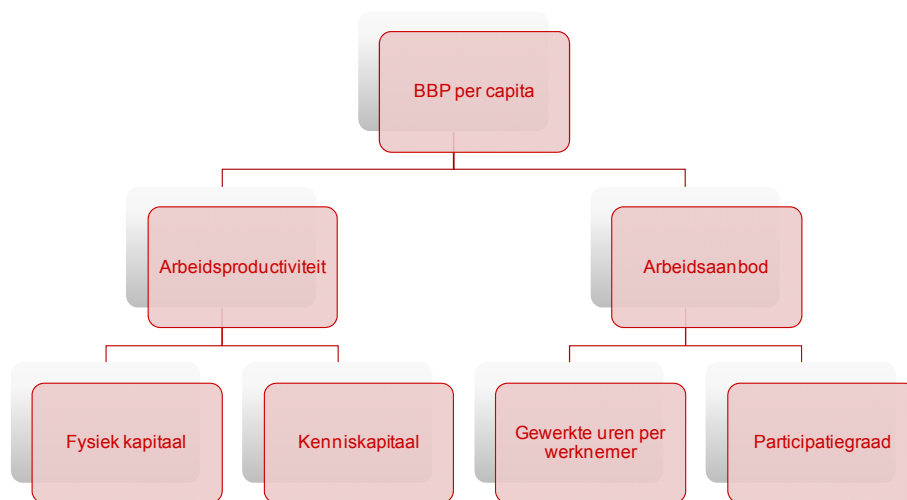 BBP per capita
Arbeidsproductiviteit
Arbeidsaanbod
Fysiek kapitaal
Kenniskapitaal
Gewerkte uren per
werknemer
Participatiegraad